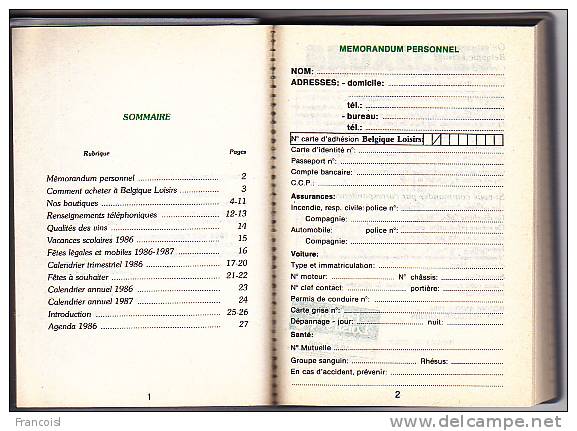 SOMMAIRE
Rubrique Pages
Mémorandum personnel 2
Comment acheter à Belgique Loisirs 3
Nos boutiques 4-11
Renseignements téléphoniques 12-13
Qualités des vins 14
Vacances scolaires 1986 15
Fêtes légales et mobiles 1986-1987 16
Calendrier trimestriel 1986 17-20
Fêtes à souhaiter 21-22
Calendrier annuel 1986 23
Calendrier annuel 1987 24
Introduction 25-26
Agenda 1986 27
1
MEMORANDUM PERSONNEL
NOM:
ADRESSES: - domicile:
tél.:
- bureau:
tél.:
N° carte d'adhésion Belgique Loisirs:
Carte d'identité n°:
Passeport n°:
Compte bancaire:
C.C.P.:
Assurances:
Incendie, resp. civile: police n°:
Compagnie:
Automobile: police n°:
Compagnie:
Voiture:
Type et immatriculation:
N° moteur: N° châssis:
N° clef contact: portière:
Permis de conduire n°:
Carte grise n°:
Dépannage - jour: nuit:
Santé:
N° Mutuelle
Groupe sanguin: Rhésus:
En cas d'accident, prévenir:
2
Francoisl
delcampe.net